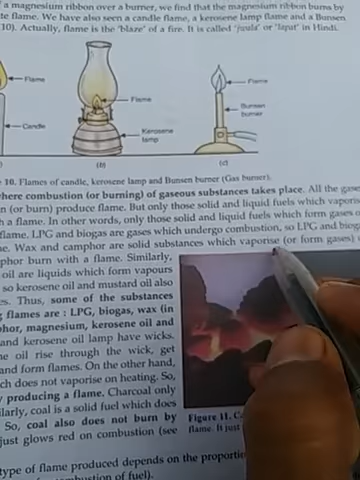 a magnesium ribbon over a burner, we find that the magnesium ribbon burns by
te flame. We have also seen a candle flame, a kerosene lamp flame and a Bunsen
10). Actually, flame is the 'blaze' of a fire. It is called 'jwala' or 'lapat' in Hindi.
Flame
Candle
Flame
Kerosene
lamp
(b)
Flame
Bunsen
burner
(c)
10. Flames of candle, kerosene lamp and Bunsen burner (Gas burner).
where combustion (or burning) of gaseous substances takes place. All the gase
n (or burn) produce flame. But only those solid and liquid fuels which vaporis
h a flame. In other words, only those solid and liquid fuels which form gases
flame. LPG and biogas are gases which undergo combustion, so LPG and biog
ne. Wax and camphor are solid substances which vaporise (or form gases)
phor burn with a flame. Similarly,
oil are liquids which form vapours
so kerosene oil and mustard oil also
es. Thus, some of the substances
g flames are : LPG, biogas, wax (in
phor, magnesium, kerosene oil and
and kerosene oil lamp have wicks.
ne oil rise through the wick, get
and form flames. On the other hand,
ch does not vaporise on heating. So,
y producing a flame. Charcoal only
ilarly, coal is a solid fuel which does
So, coal also does not burn by
just glows red on combustion (see
Figure 11. C
flame. It just
type of flame produced depends on the proportio
mbustion of fuel).